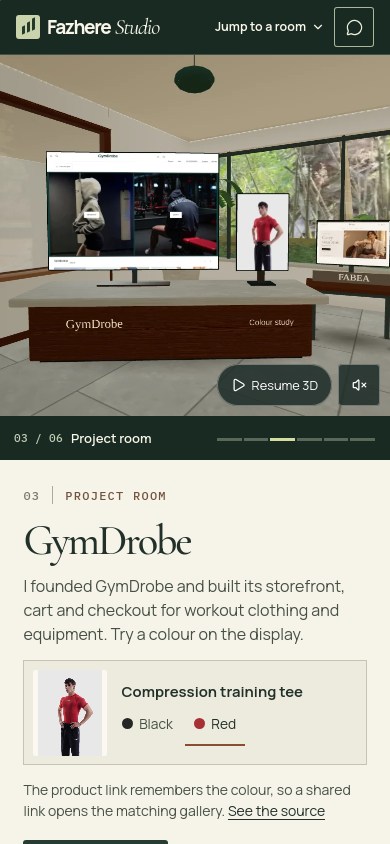 Fazhere Studio
Jump to a room
GymDrobe
GymDrobe
Colour study
FABEA
Resume 3D
03 / 06 Project room
03 | PROJECT ROOM
GymDrobe
I founded GymDrobe and built its storefront,
cart and checkout for workout clothing and
equipment. Try a colour on the display.
Compression training tee
Black
Red
The product link remembers the colour, so a shared
link opens the matching gallery. See the source